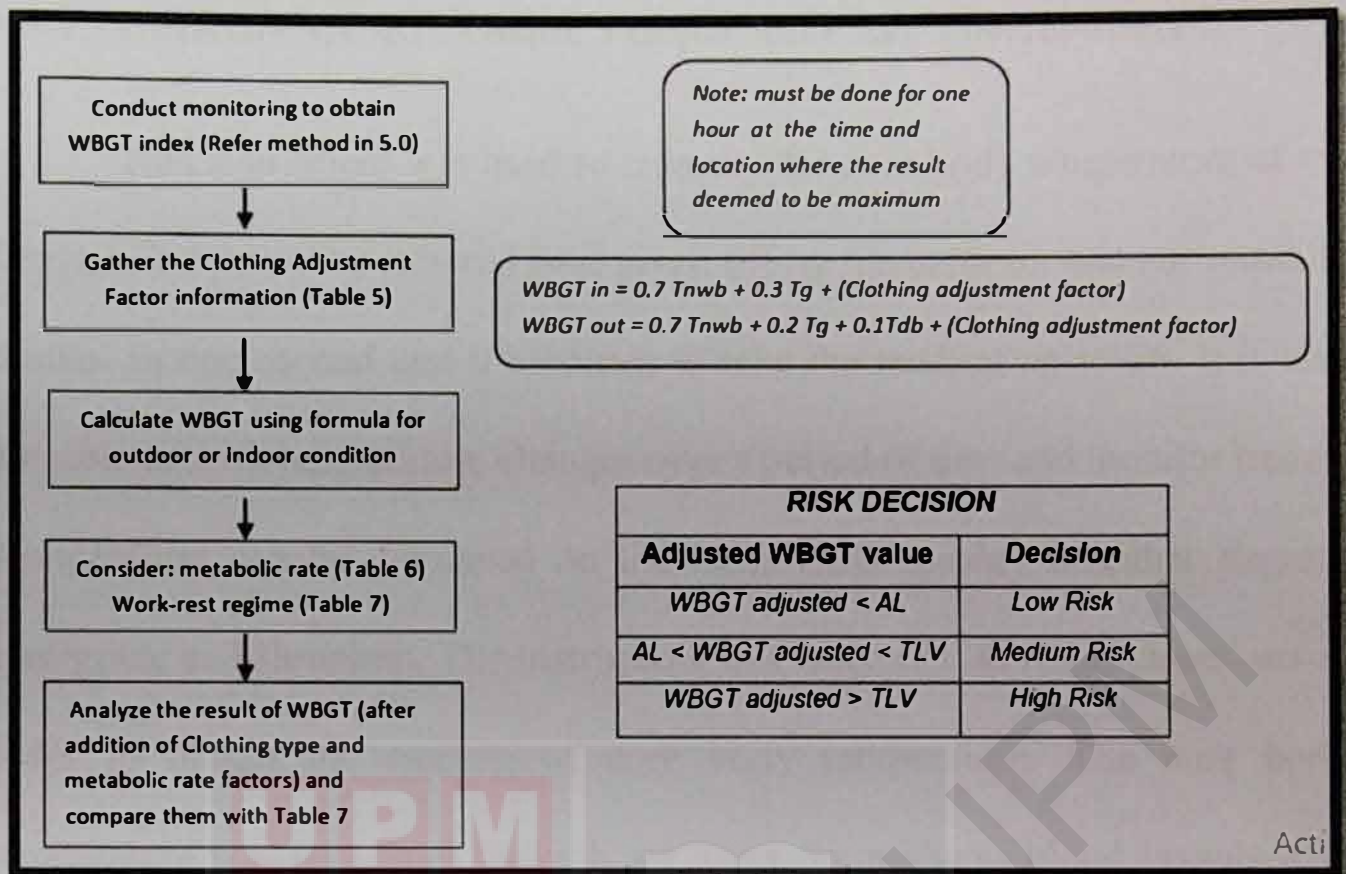 Conduct monitoring to obtain
WBGT index (Refer method in 5.0)
Gather the Clothing Adjustment
Factor information (Table 5)
Calculate WBGT using formula for
outdoor or indoor condition
Consider: metabolic rate (Table 6)
Work-rest regime (Table 7)
Analyze the result of WBGT (after
addition of Clothing type and
metabolic rate factors) and
compare them with Table 7
Note: must be done for one
hour at the time and
location where the result
deemed to be maximum
WBGT in = 0.7 Tnwb + 0.3 Tg + (Clothing adjustment factor)
WBGT out = 0.7 Tnwb + 0.2 Tg + 0.1Tdb + (Clothing adjustment factor)
RISK DECISION
Adjusted WBGT value Decision
WBGT adjusted < AL Low Risk
AL < WBGT adjusted < TLV Medium Risk
WBGT adjusted > TLV High Risk
Acti
UPM
UPM